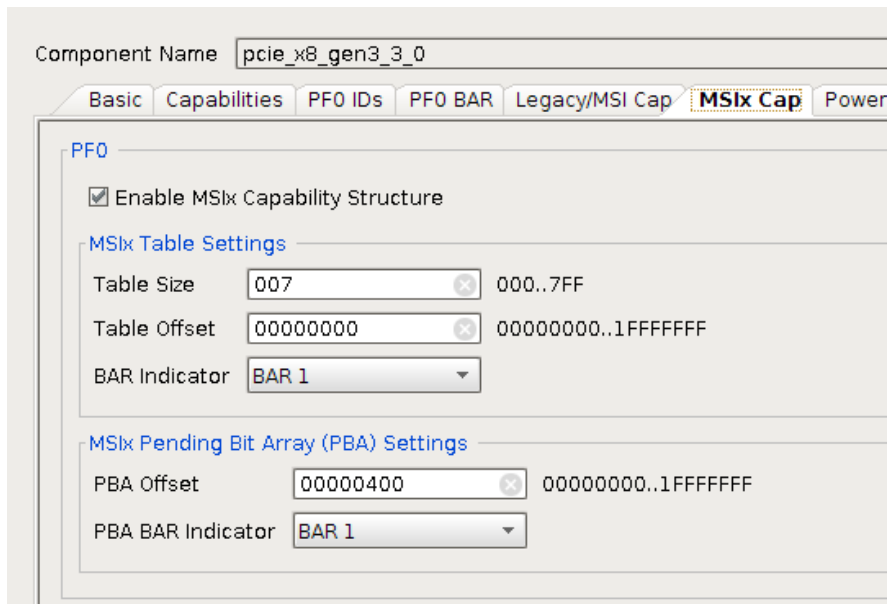 Component Name pcie_x8_gen3_3_0
Basic Capabilities PF0 IDs PF0 BAR Legacy/MSI Cap MSIx Cap Power
PF0
Enable MSIx Capability Structure
MSIx Table Settings
Table Size 007 000..7FF
Table Offset 00000000 00000000..1FFFFFFF
BAR Indicator BAR 1
MSIx Pending Bit Array (PBA) Settings
PBA Offset 00000400 00000000..1FFFFFFF
PBA BAR Indicator BAR 1